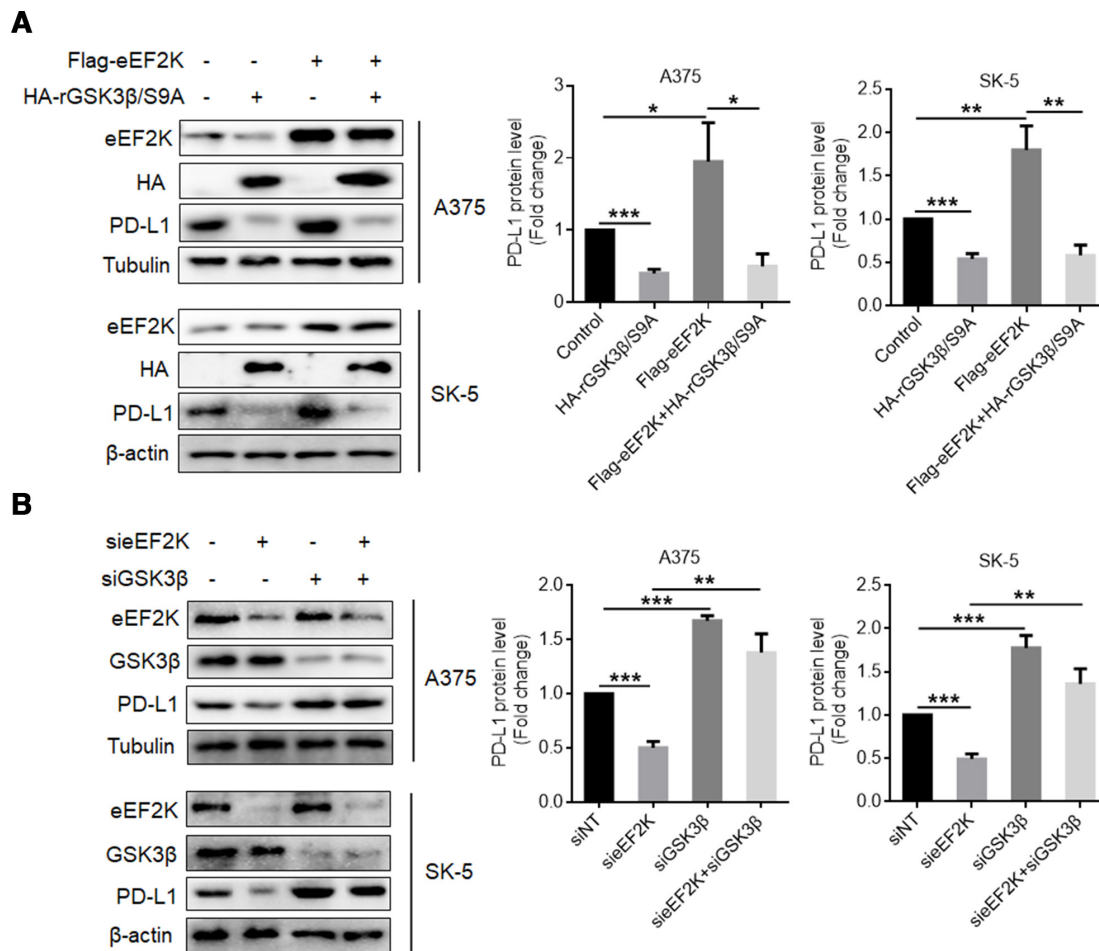 A
Flag-eEF2K - - + +
HA-rGSK3β/S9A - + - +
eEF2K
HA
PD-L1
Tubulin
A375
eEF2K
HA
PD-L1
β-actin
SK-5
A375
PD-L1 protein level
(Fold change)
3
2
1
0
*
*
***
Control
HA-rGSK3β/S9A
Flag-eEF2K
Flag-eEF2K+HA-rGSK3β/S9A
SK-5
PD-L1 protein level
(Fold change)
2.5
2.0
1.5
1.0
0.5
0.0
**
**
***
Control
HA-rGSK3β/S9A
Flag-eEF2K
Flag-eEF2K+HA-rGSK3β/S9A
B
sieEF2K - + - +
siGSK3β - - + +
eEF2K
GSK3β
PD-L1
Tubulin
A375
eEF2K
GSK3β
PD-L1
β-actin
SK-5
A375
PD-L1 protein level
(Fold change)
2.0
1.5
1.0
0.5
0.0
**
***
***
siNT
sieEF2K
siGSK3β
sieEF2K+siGSK3β
SK-5
PD-L1 protein level
(Fold change)
2.5
2.0
1.5
1.0
0.5
0.0
**
***
***
siNT
sieEF2K
siGSK3β
sieEF2K+siGSK3β